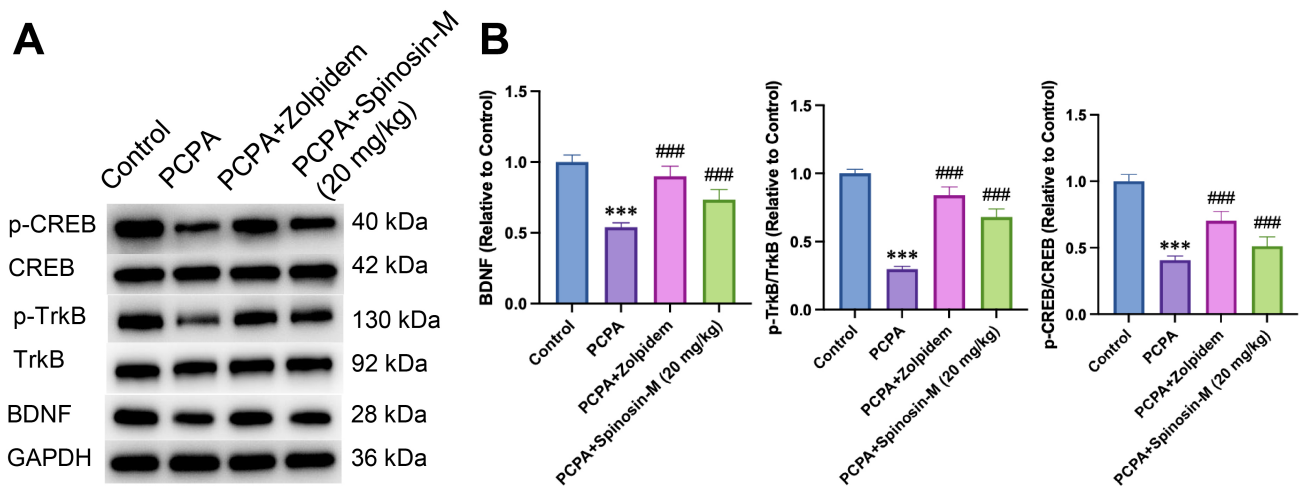 A
Control
PCPA
PCPA+Zolpidem
PCPA+Spinosin-M
(20 mg/kg)
p-CREB
40 kDa
CREB
42 kDa
p-TrkB
130 kDa
TrkB
92 kDa
BDNF
28 kDa
GAPDH
36 kDa
B
BDNF (Relative to Control)
1.5
1.0
0.5
0.0
***
###
###
Control
PCPA
PCPA+Zolpidem
PCPA+Spinosin-M (20 mg/kg)
p-TrkB/TrkB (Relative to Control)
1.5
1.0
0.5
0.0
***
###
###
Control
PCPA
PCPA+Zolpidem
PCPA+Spinosin-M (20 mg/kg)
p-CREB/CREB (Relative to Control)
1.5
1.0
0.5
0.0
***
###
###
Control
PCPA
PCPA+Zolpidem
PCPA+Spinosin-M (20 mg/kg)